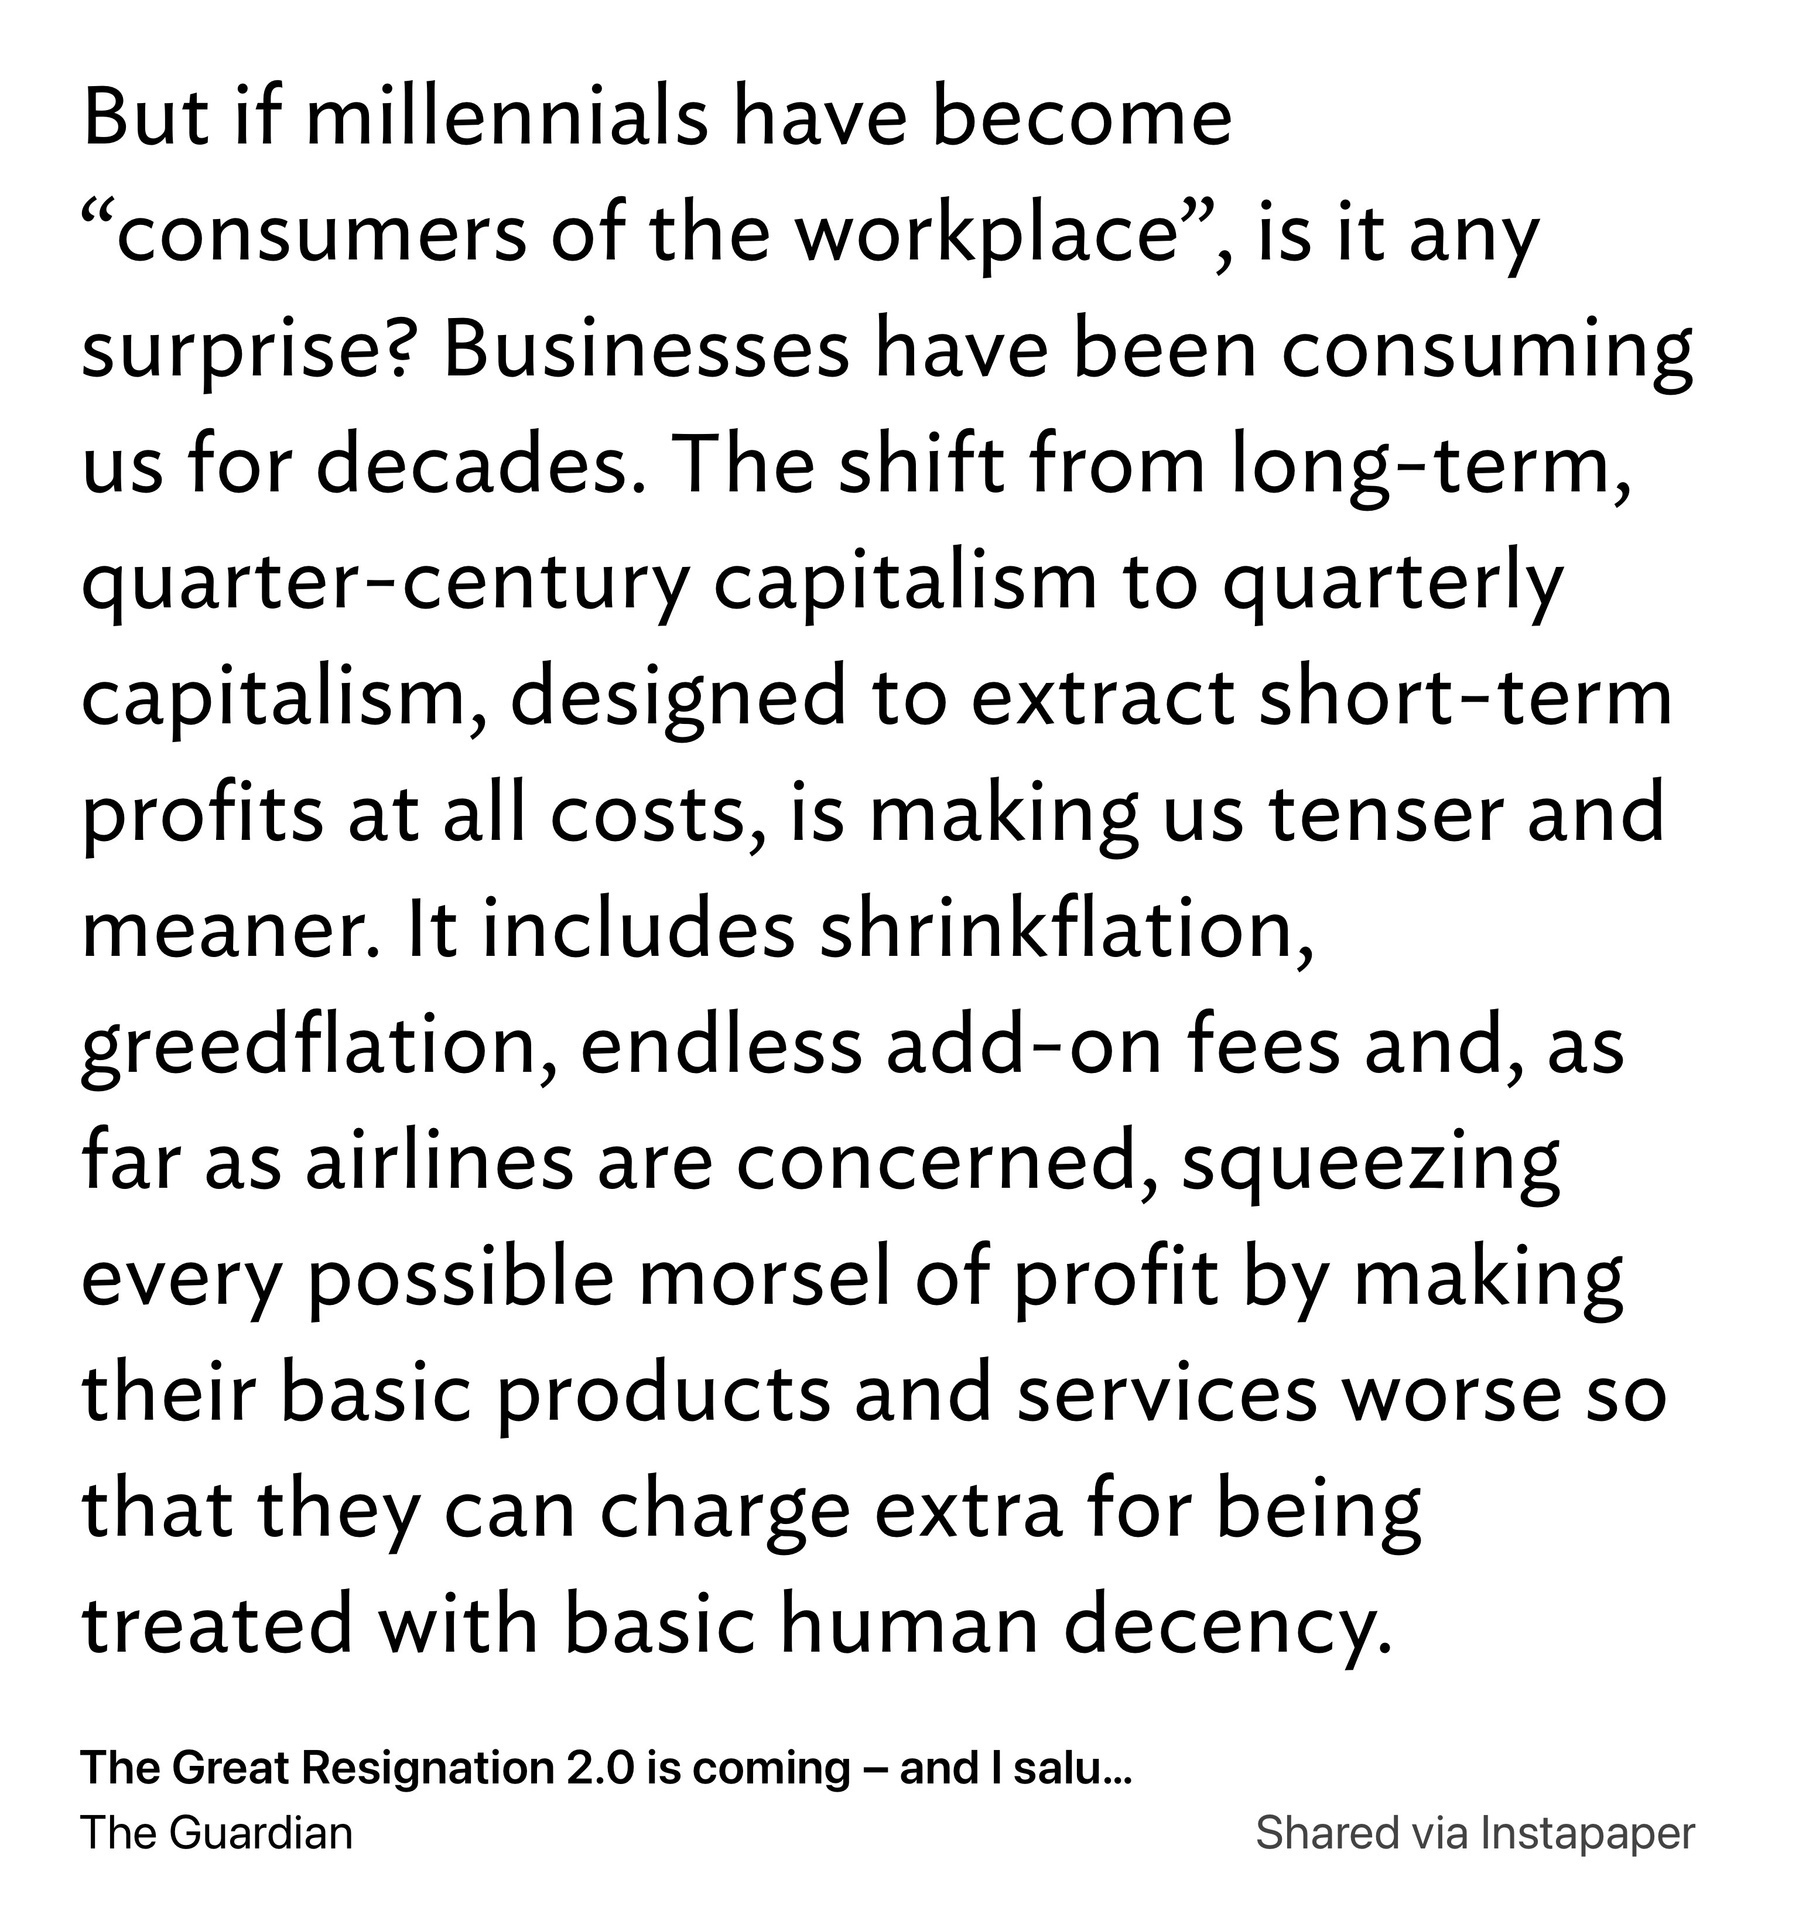 But if millennials have become
“consumers of the workplace”, is it any
surprise? Businesses have been consuming
us for decades. The shift from long-term,
quarter-century capitalism to quarterly
capitalism, designed to extract short-term
profits at all costs, is making us tenser and
meaner. It includes shrinkflation,
greedflation, endless add-on fees and, as
far as airlines are concerned, squeezing
every possible morsel of profit by making
their basic products and services worse so
that they can charge extra for being
treated with basic human decency.
The Great Resignation 2.0 is coming – and I salu...
The Guardian
Shared via Instapaper